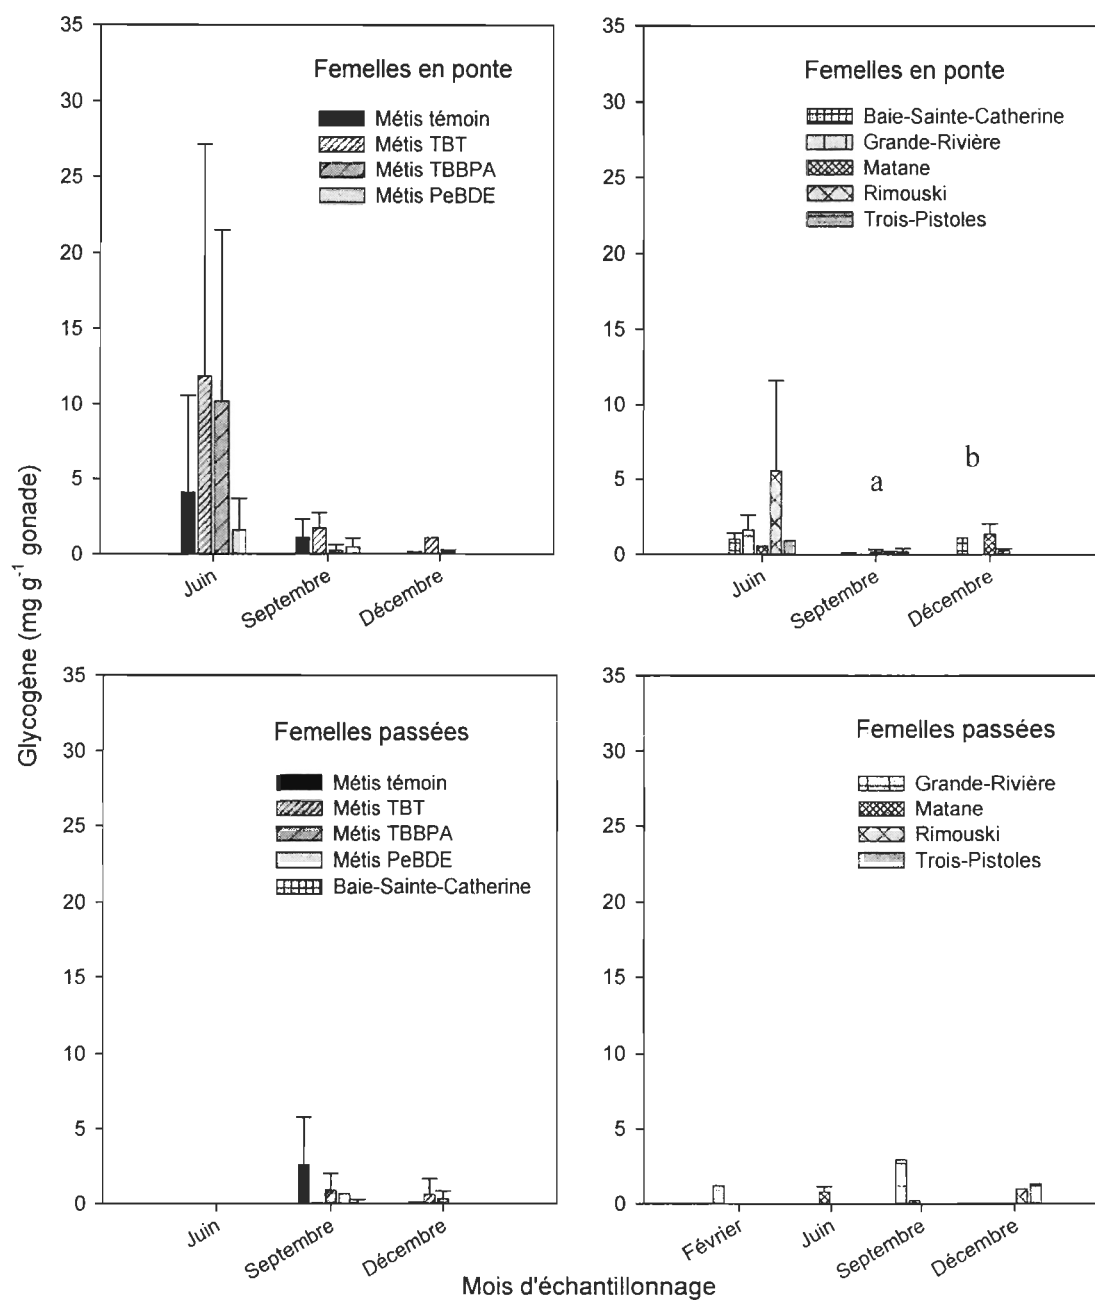 Glycogène (mg g-1 gonade)
35
30
25
20
15
10
5
0
Femelles en ponte
Métis témoin
Métis TBT
Métis TBBPA
Métis PeBDE
Juin
Septembre
Décembre
35
30
25
20
15
10
5
0
Femelles en ponte
Baie-Sainte-Catherine
Grande-Rivière
Matane
Rimouski
Trois-Pistoles
a
b
Juin
Septembre
Décembre
35
30
25
20
15
10
5
0
Femelles passées
Métis témoin
Métis TBT
Métis TBBPA
Métis PeBDE
Baie-Sainte-Catherine
Juin
Septembre
Décembre
35
30
25
20
15
10
5
0
Femelles passées
Grande-Rivière
Matane
Rimouski
Trois-Pistoles
Février
Juin
Septembre
Décembre
Mois d'échantillonnage